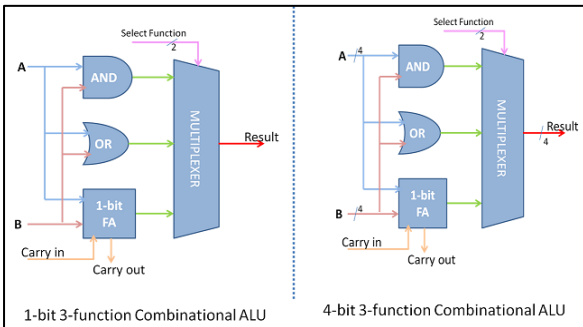 Select Function
2
A
AND
OR
MULTIPLEXER
Result
B
1-bit
FA
Carry in
Carry out
1-bit 3-function Combinational ALU
Select Function
2
A
4
AND
OR
MULTIPLEXER
Result
4
B
4
1-bit
FA
Carry in
Carry out
4-bit 3-function Combinational ALU